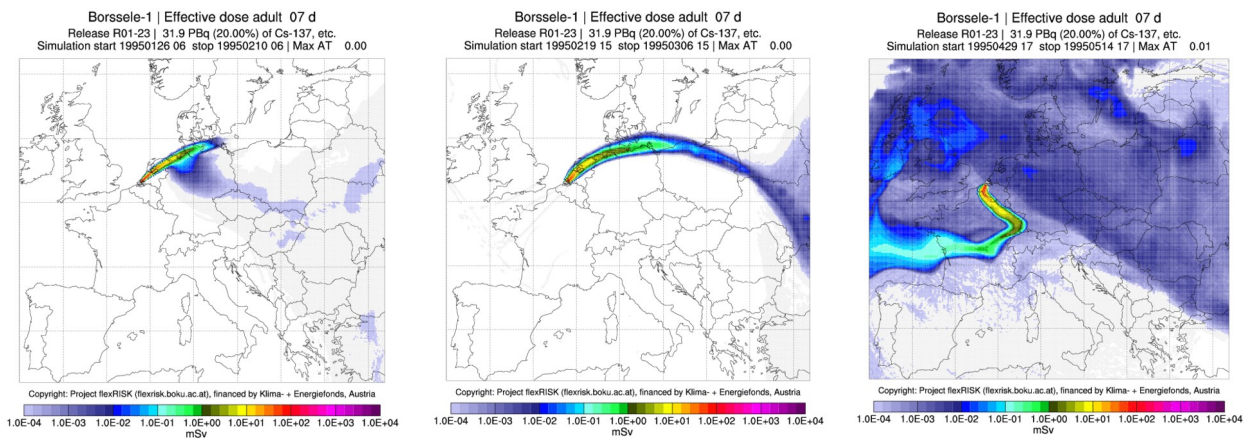 Borssele-1 | Effective dose adult 07 d
Release R01-23 | 31.9 PBq (20.00%) of Cs-137, etc.
Simulation start 19950126 06 stop 19950210 06 | Max AT 0.00
Copyright: Project flexRISK (flexrisk.boku.ac.at), financed by Klima- + Energiefonds, Austria
1.0E-04 1.0E-03 1.0E-02 1.0E-01 1.0E+00 1.0E+01 1.0E+02 1.0E+03 1.0E+04
mSv
Borssele-1 | Effective dose adult 07 d
Release R01-23 | 31.9 PBq (20.00%) of Cs-137, etc.
Simulation start 19950219 15 stop 19950306 15 | Max AT 0.00
Copyright: Project flexRISK (flexrisk.boku.ac.at), financed by Klima- + Energiefonds, Austria
1.0E-04 1.0E-03 1.0E-02 1.0E-01 1.0E+00 1.0E+01 1.0E+02 1.0E+03 1.0E+04
mSv
Borssele-1 | Effective dose adult 07 d
Release R01-23 | 31.9 PBq (20.00%) of Cs-137, etc.
Simulation start 19950429 17 stop 19950514 17 | Max AT 0.01
Copyright: Project flexRISK (flexrisk.boku.ac.at), financed by Klima- + Energiefonds, Austria
1.0E-04 1.0E-03 1.0E-02 1.0E-01 1.0E+00 1.0E+01 1.0E+02 1.0E+03 1.0E+04
mSv